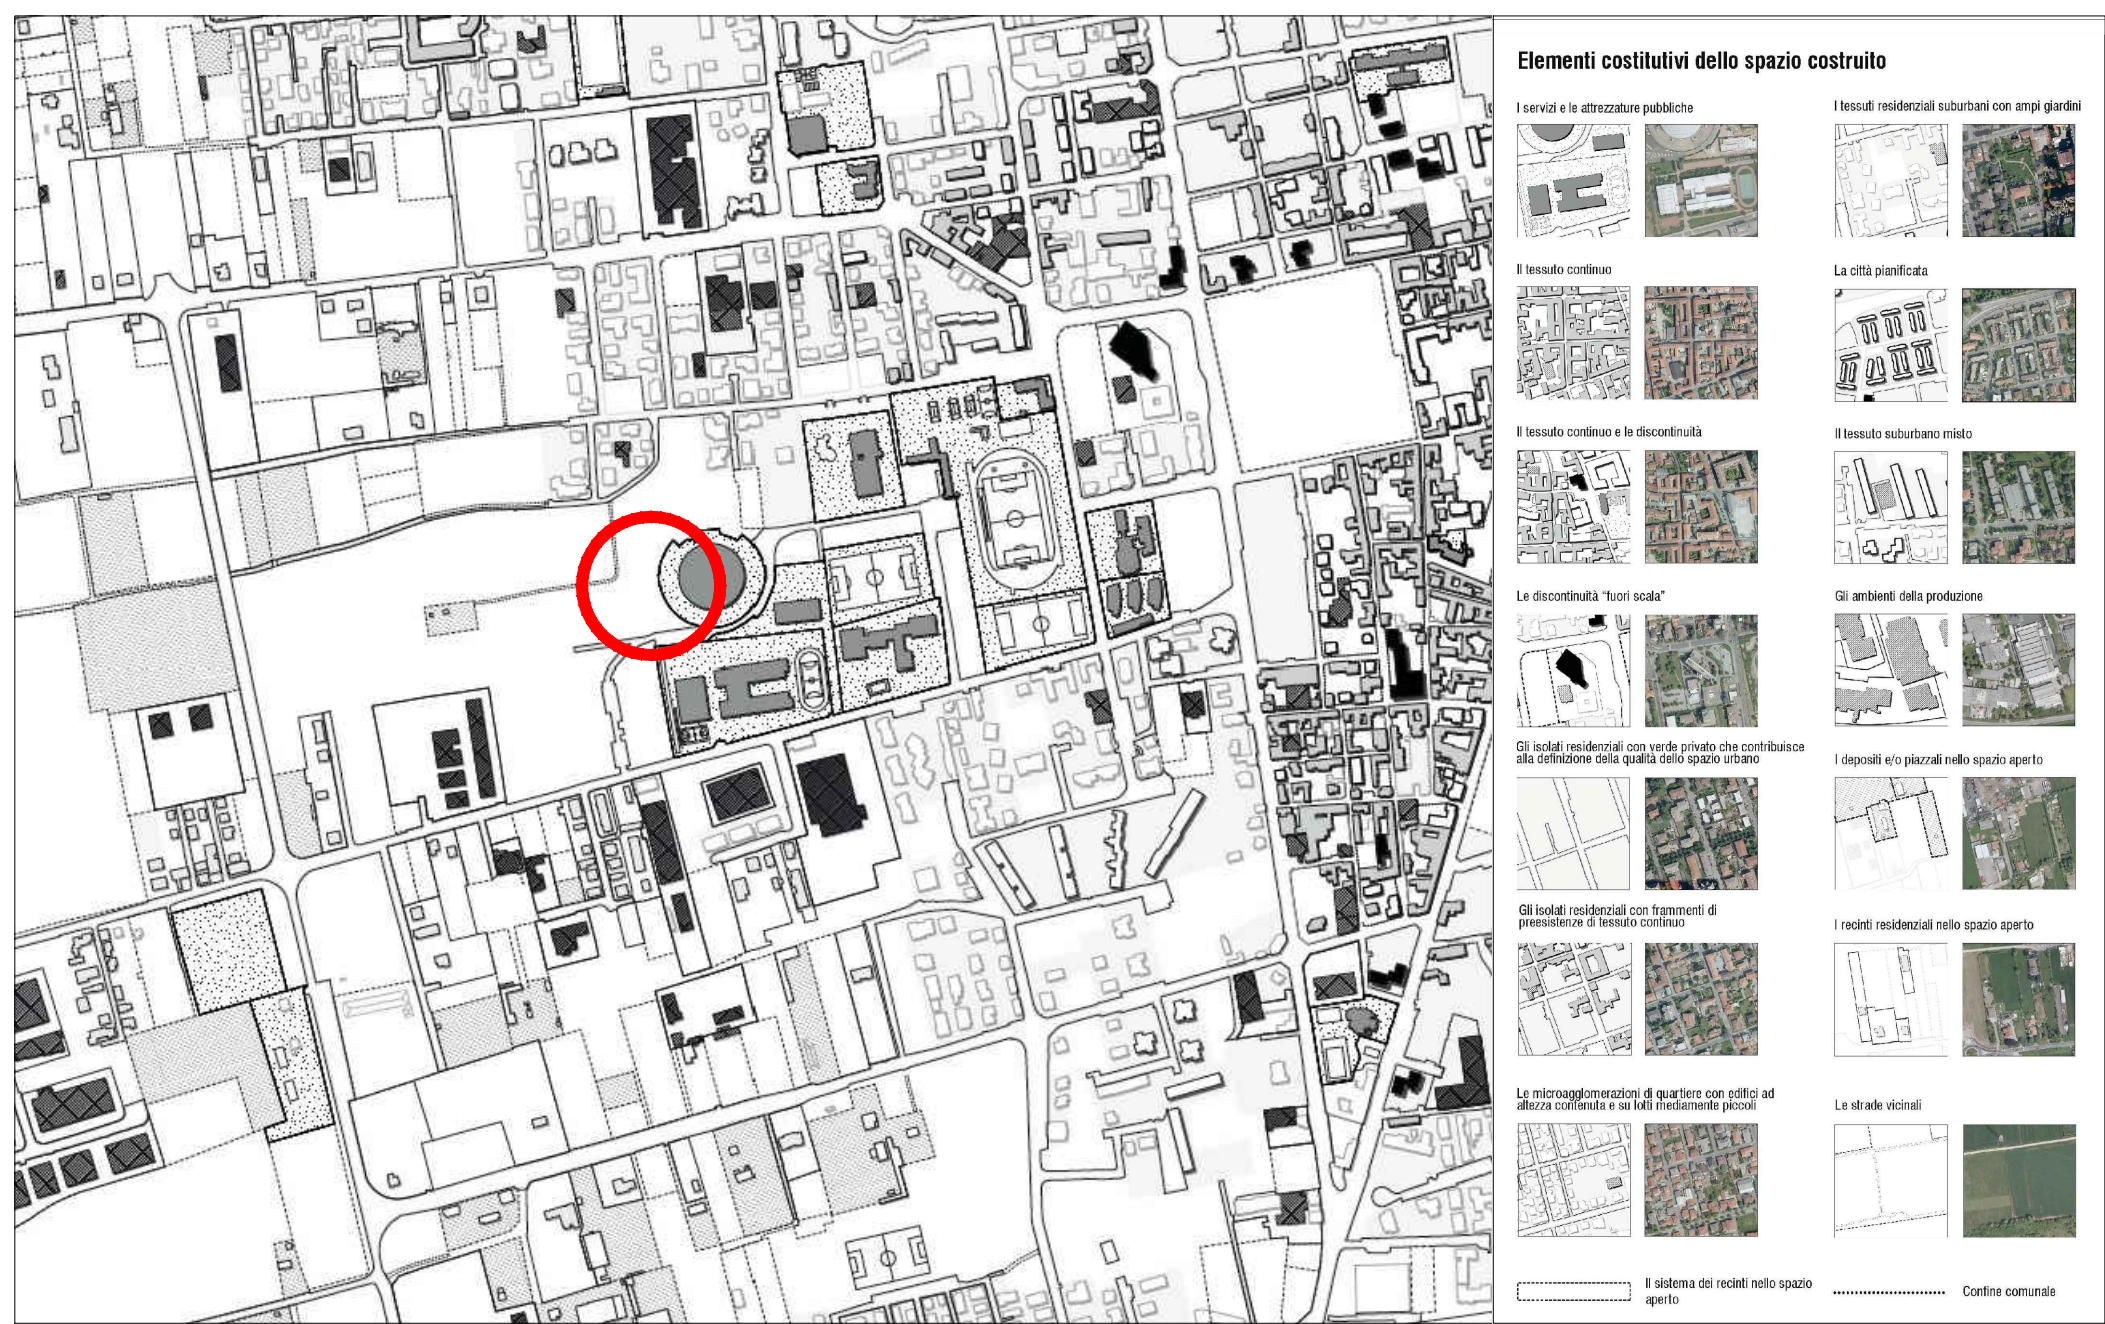 Elementi costitutivi dello spazio costruito
I servizi e le attrezzature pubbliche
I tessuti residenziali suburbani con ampi giardini
Il tessuto continuo
La città pianificata
Il tessuto continuo e le discontinuità
Il tessuto suburbano misto
Le discontinuità “fuori scala”
Gli ambienti della produzione
Gli isolati residenziali con verde privato che contribuisce
alla definizione della qualità dello spazio urbano
I depositi e/o piazzali nello spazio aperto
Gli isolati residenziali con frammenti di
preesistenze di tessuto continuo
I recinti residenziali nello spazio aperto
Le microagglomerazioni di quartiere con edifici ad
altezza contenuta e su lotti mediamente piccoli
Le strade vicinali
Il sistema dei recinti nello spazio
aperto
Confine comunale